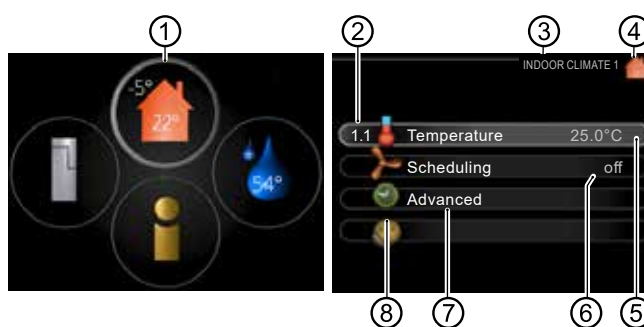 1 2 3 4
-5°
22°
54°
INDOOR CLIMATE 1
1.1 Temperature 25.0°C
Scheduling off
Advanced
8 7 6 5